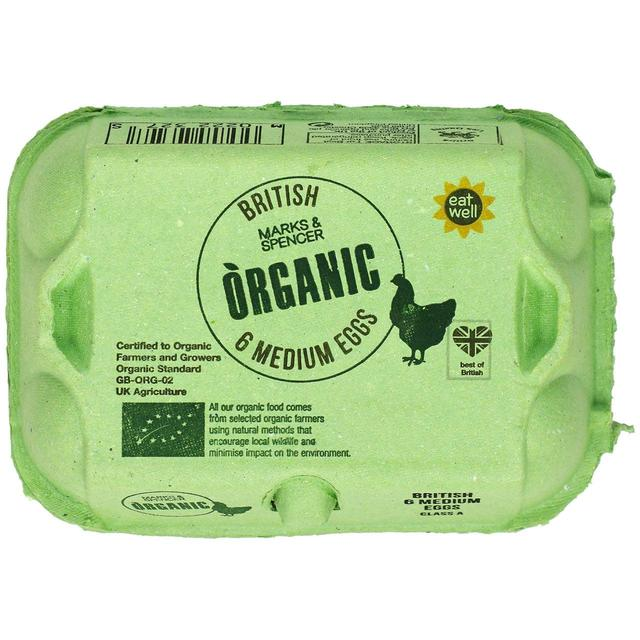 BRITISH
MARKS &
SPENCER
ÒRGANIC
6 MEDIUM EGGS
eat
well
best of
British
Certified to Organic
Farmers and Growers
Organic Standard
GB-ORG-02
UK Agriculture
All our organic food comes
from selected organic farmers
using natural methods that
encourage local wildlife and
minimise impact on the environment.
ORGANIC
BRITISH
6 MEDIUM
EGGS
CLASS A